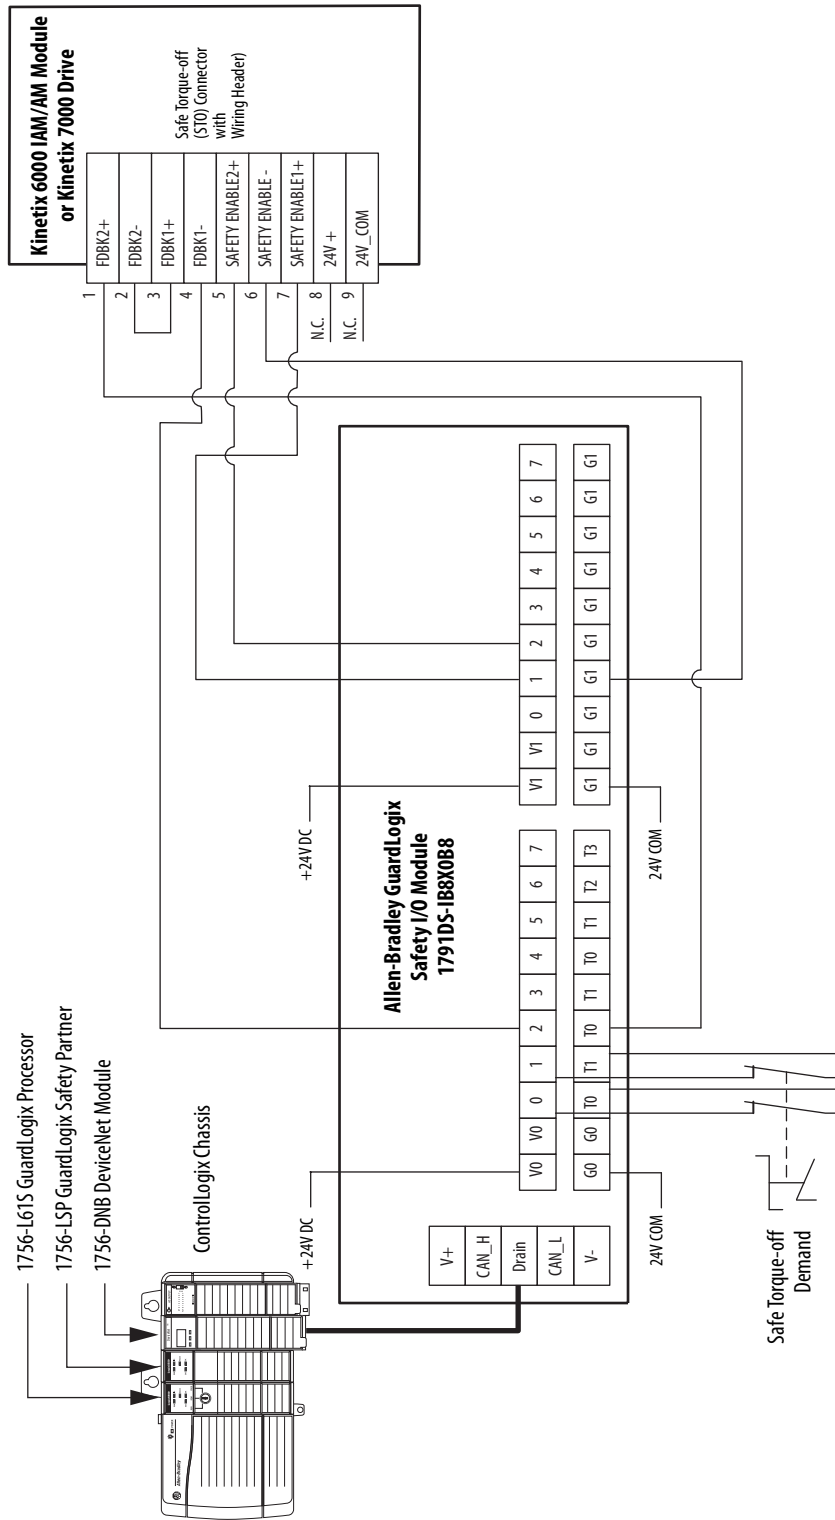 1756-L61S GuardLogix Processor
1756-LSP GuardLogix Safety Partner
1756-DNB DeviceNet Module
ControlLogix Chassis
Allen-Bradley
Kinetix 6000 IAM/AM Module
or Kinetix 7000 Drive
Safe Torque-off
(STO) Connector
with
Wiring Header)
1 FDBK2+
2 FDBK2-
3 FDBK1+
4 FDBK1-
5 SAFETY ENABLE2+
6 SAFETY ENABLE -
7 SAFETY ENABLE1+
N.C. 8 24V +
N.C. 9 24V_COM
Allen-Bradley GuardLogix
Safety I/O Module
1791DS-IB8XOB8
+24V DC
+24V DC
V+
CAN_H
Drain
CAN_L
V-
V0 V0 0 1 2 3 4 5 6 7
G0 G0 T0 T1 T0 T1 T0 T1 T2 T3
V1 V1 0 1 2 3 4 5 6 7
G1 G1 G1 G1 G1 G1 G1 G1 G1 G1
24V COM
24V COM
Safe Torque-off
Demand